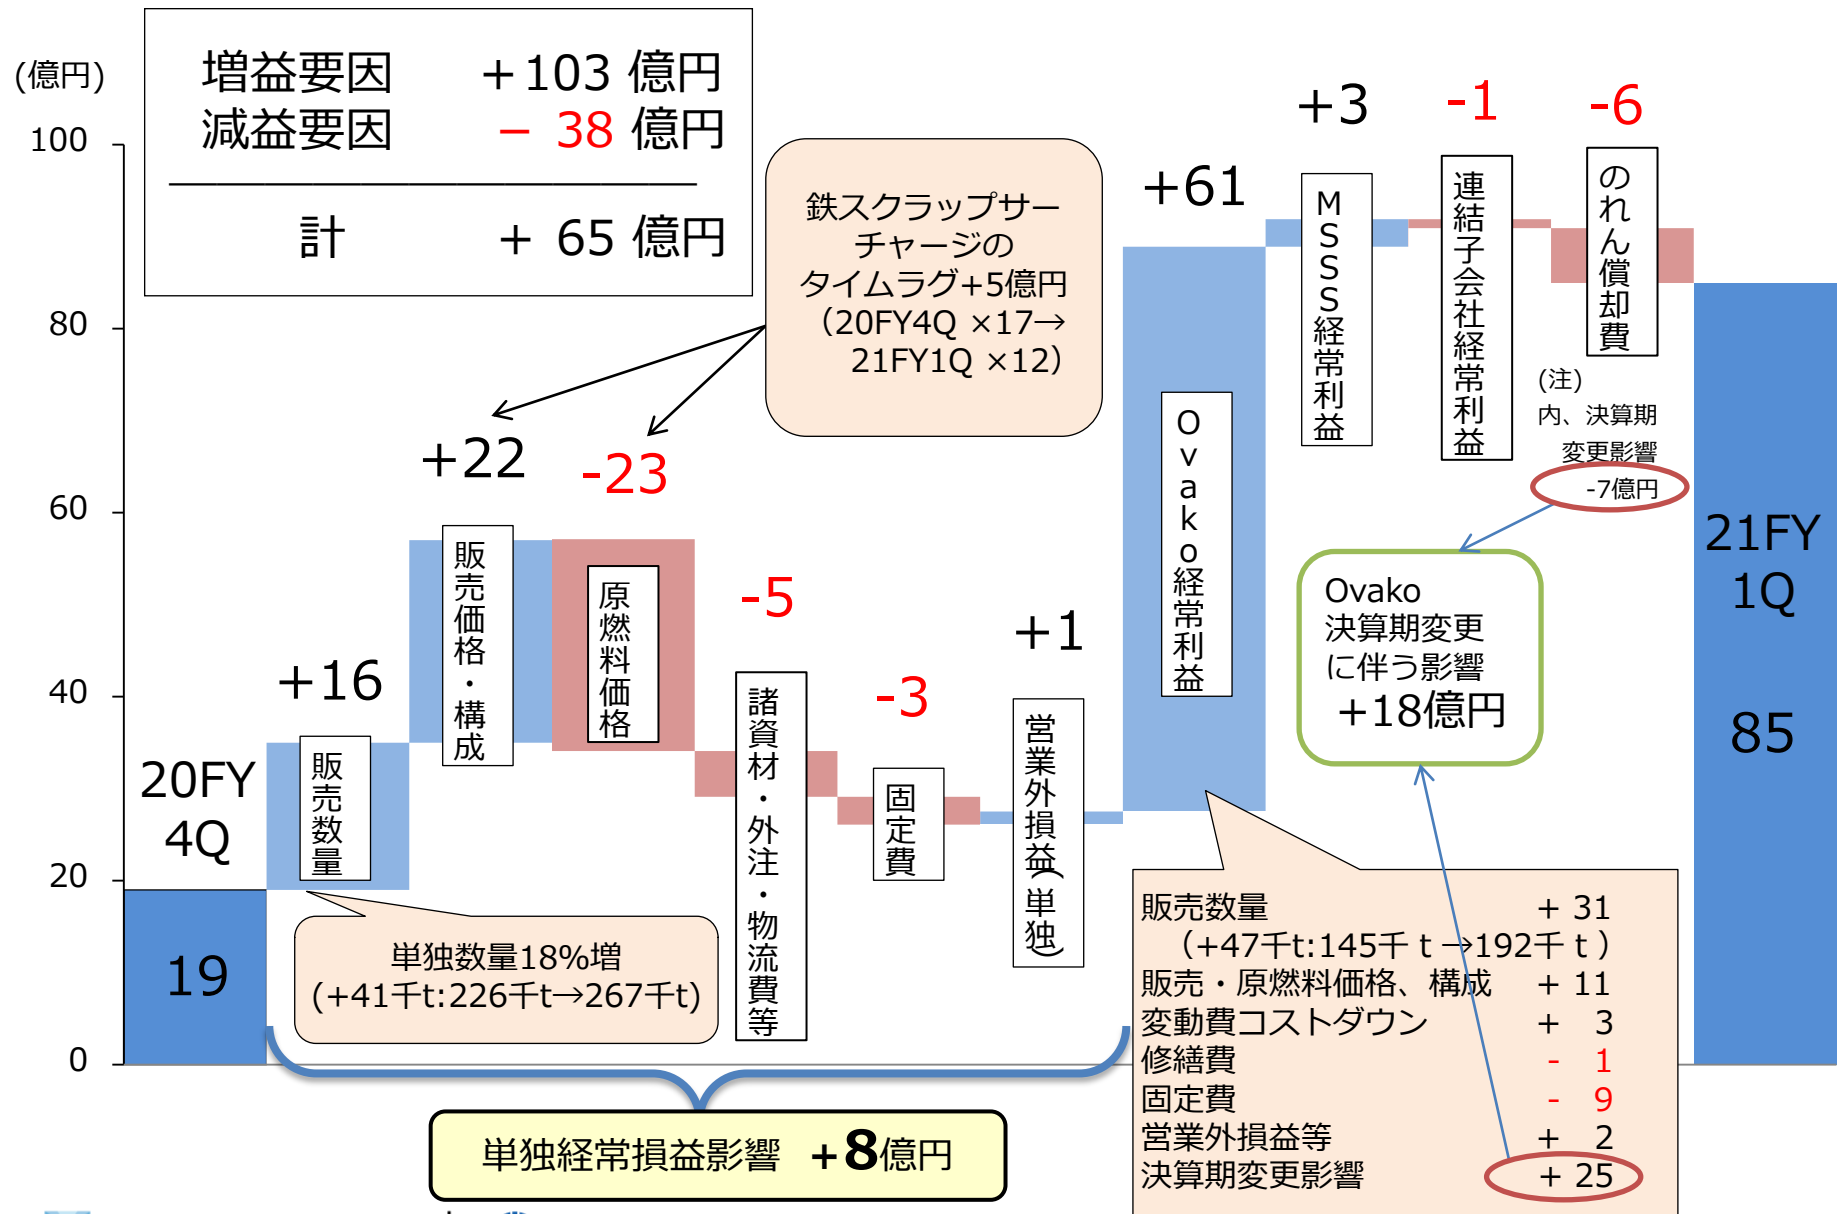 (億円)
増益要因 +103 億円
減益要因 − 38 億円
計 + 65 億円
100
80
60
40
20
0
20FY
4Q
19
+16
販売数量
単独数量18%増
(+41千t:226千t→267千t)
+22
販売価格・構成
-23
原燃料価格
鉄スクラップサー
チャージの
タイムラグ+5億円
（20FY4Q ×17→
21FY1Q ×12）
-5
諸資材・外注・物流費等
-3
固定費
+1
営業外損益(単独)
単独経常損益影響 +8億円
+61
Ovako経常利益
販売数量 + 31
（+47千t:145千ｔ→192千ｔ）
販売・原燃料価格、構成 + 11
変動費コストダウン + 3
修繕費 - 1
固定費 - 9
営業外損益等 + 2
決算期変更影響 + 25
+3
MSSS経常利益
-1
連結子会社経常利益
-6
のれん償却費
(注)
内、決算期
変更影響
-7億円
Ovako
決算期変更
に伴う影響
+18億円
21FY
1Q
85